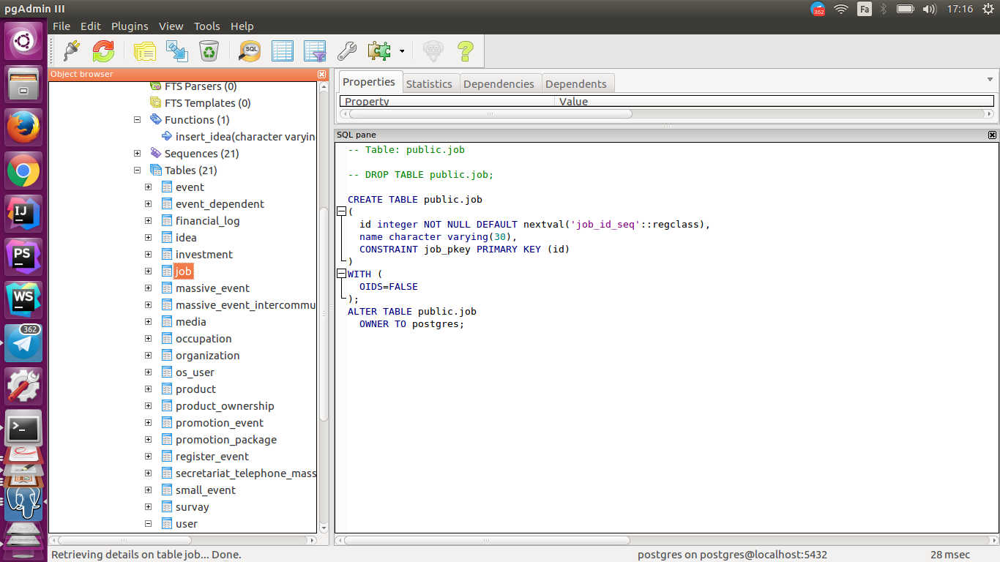 pgAdmin III
362
Fa
17:16
File Edit Plugins View Tools Help
SQL
Object browser
FTS Parsers (0)
FTS Templates (0)
Functions (1)
insert_idea(character varyin
Sequences (21)
Tables (21)
event
event_dependent
financial_log
idea
investment
job
massive_event
massive_event_intercommu
media
occupation
organization
os_user
product
product_ownership
promotion_event
promotion_package
register_event
secretariat_telephone_mass
small_event
survay
user
IJ
PS
WS
362
>_
Properties Statistics Dependencies Dependents
Property Value
SQL pane
-- Table: public.job
-- DROP TABLE public.job;
CREATE TABLE public.job
(
id integer NOT NULL DEFAULT nextval('job_id_seq'::regclass),
name character varying(30),
CONSTRAINT job_pkey PRIMARY KEY (id)
)
WITH (
OIDS=FALSE
);
ALTER TABLE public.job
OWNER TO postgres;
Retrieving details on table job... Done.
postgres on postgres@localhost:5432
28 msec